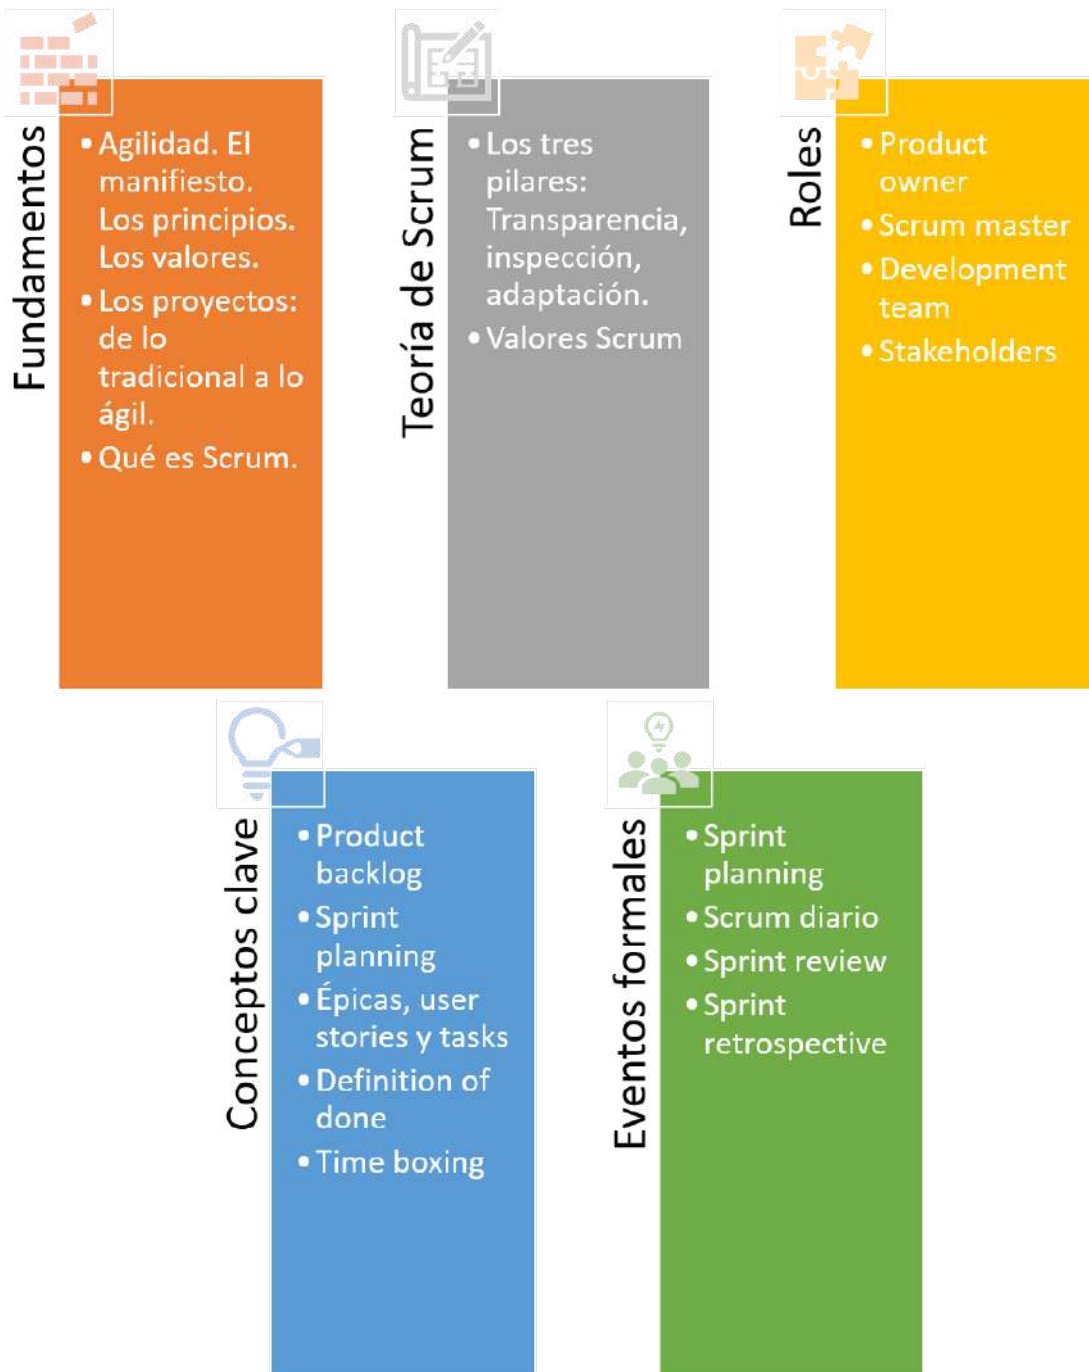 Fundamentos
• Agilidad. El
manifiesto.
Los principios.
Los valores.
• Los proyectos:
de lo
tradicional a lo
ágil.
• Qué es Scrum.
Teoría de Scrum
• Los tres
pilares:
Transparencia,
inspección,
adaptación.
• Valores Scrum
Roles
• Product
owner
• Scrum master
• Development
team
• Stakeholders
Conceptos clave
• Product
backlog
• Sprint
planning
• Épicas, user
stories y tasks
• Definition of
done
• Time boxing
Eventos formales
• Sprint
planning
• Scrum diario
• Sprint review
• Sprint
retrospective